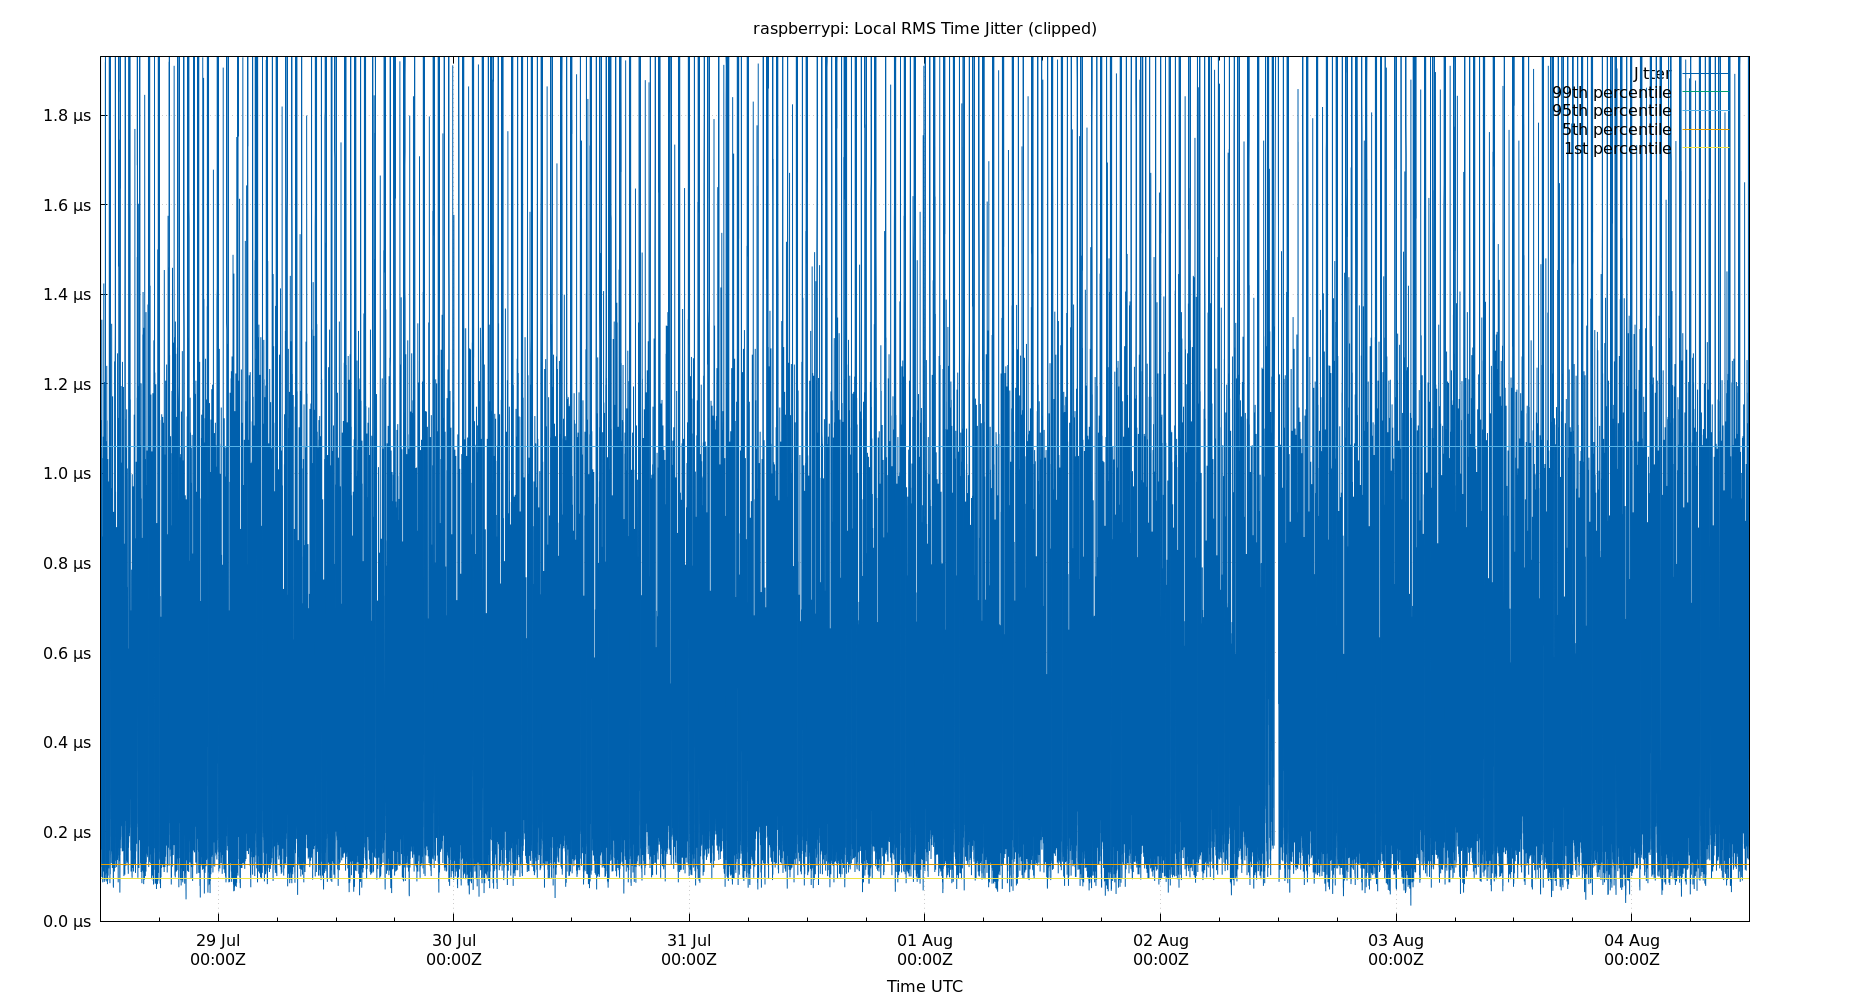 raspberrypi: Local RMS Time Jitter (clipped)
Jitter
99th percentile
95th percentile
5th percentile
1st percentile
1.8 µs
1.6 µs
1.4 µs
1.2 µs
1.0 µs
0.8 µs
0.6 µs
0.4 µs
0.2 µs
0.0 µs
29 Jul 30 Jul 31 Jul 01 Aug 02 Aug 03 Aug 04 Aug
00:00Z 00:00Z 00:00Z 00:00Z 00:00Z 00:00Z 00:00Z
Time UTC